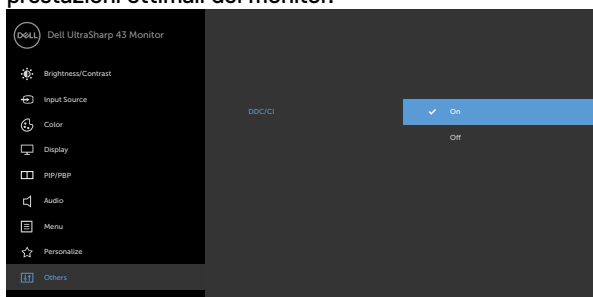 prestazioni ottimali del monitor.
DELL Dell UltraSharp 43 Monitor
Brightness/Contrast
Input Source
DDC/CI On
Color
Off
Display
PIP/PBP
Audio
Menu
Personalize
Others